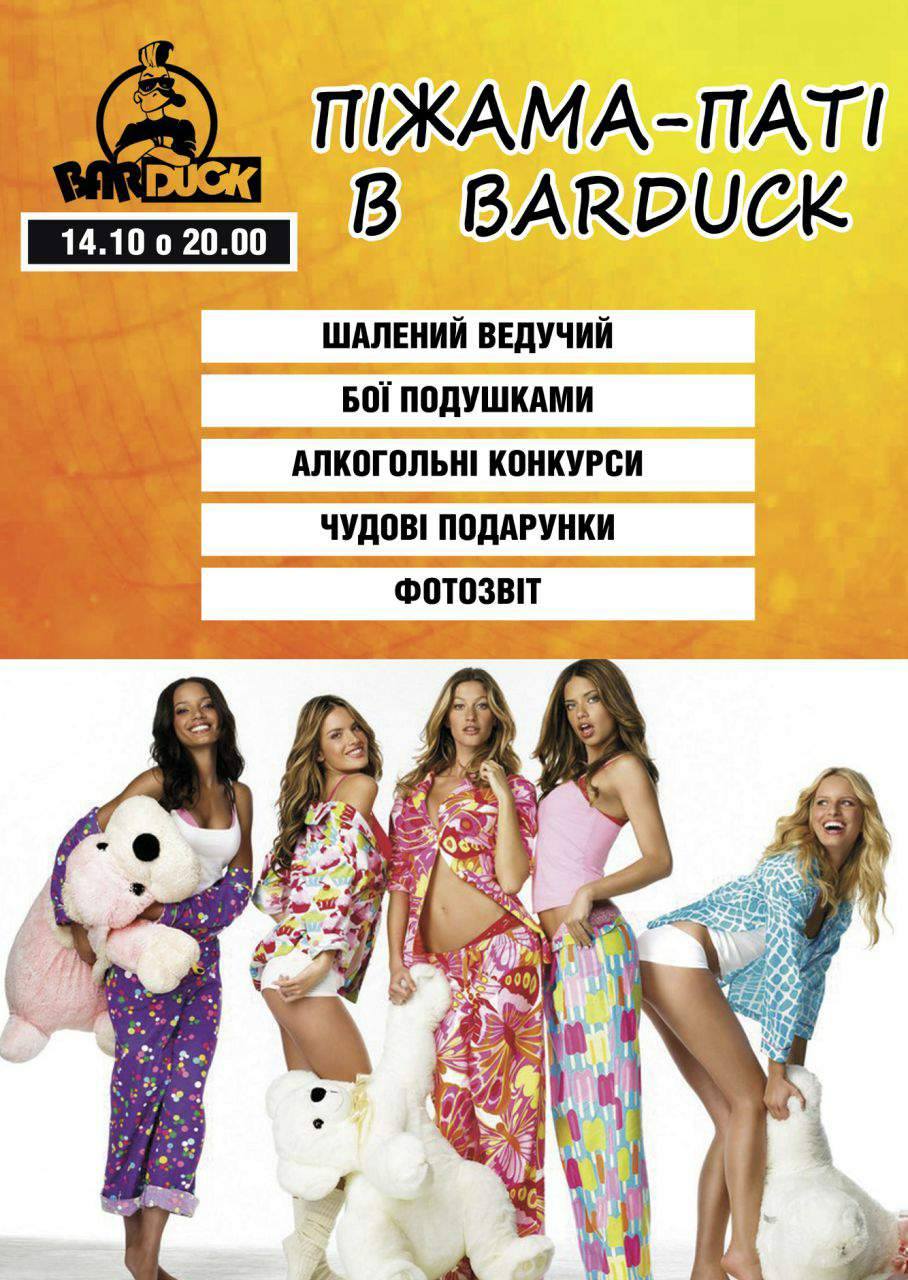 BARDUCK
14.10 о 20.00
ПІЖАМА-ПАТІ
В BARDUCK
ШАЛЕНИЙ ВЕДУЧИЙ
БОЇ ПОДУШКАМИ
АЛКОГОЛЬНІ КОНКУРСИ
ЧУДОВІ ПОДАРУНКИ
ФОТОЗВІТ